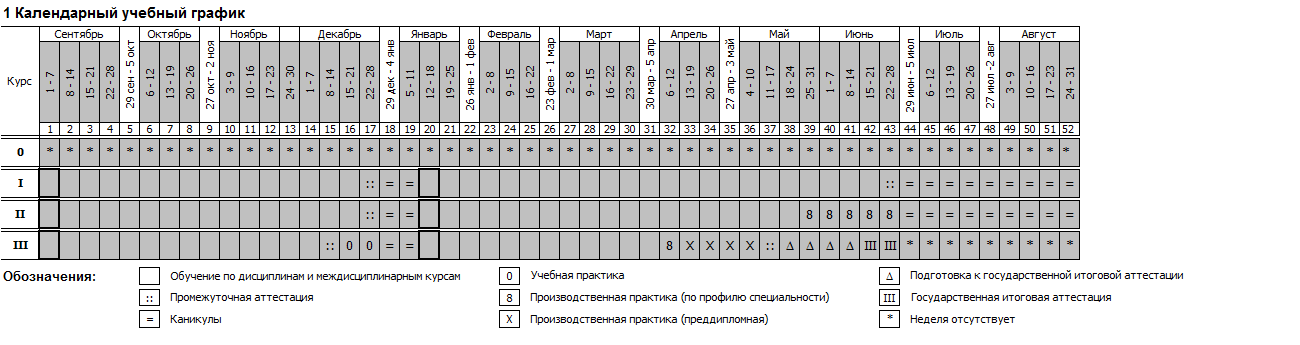 1 Календарный учебный график
Курс Сентябрь 29 сен - 5 окт Октябрь 27 окт - 2 ноя Ноябрь Декабрь 29 дек - 4 янв Январь 26 янв - 1 фев Февраль 23 фев - 1 мар Март 30 мар - 5 апр Апрель 27 апр - 3 май Май Июнь 29 июн - 5 июл Июль 27 июл - 2 авг Август
1 - 7 8 - 14 15 - 21 22 - 28 6 - 12 13 - 19 20 - 26 3 - 9 10 - 16 17 - 23 24 - 30 1 - 7 8 - 14 15 - 21 22 - 28 5 - 11 12 - 18 19 - 25 2 - 8 9 - 15 16 - 22 2 - 8 9 - 15 16 - 22 23 - 29 6 - 12 13 - 19 20 - 26 4 - 10 11 - 17 18 - 24 25 - 31 1 - 7 8 - 14 15 - 21 22 - 28 6 - 12 13 - 19 20 - 26 3 - 9 10 - 16 17 - 23 24 - 31
1 2 3 4 5 6 7 8 9 10 11 12 13 14 15 16 17 18 19 20 21 22 23 24 25 26 27 28 29 30 31 32 33 34 35 36 37 38 39 40 41 42 43 44 45 46 47 48 49 50 51 52
0 * * * * * * * * * * * * * * * * * * * * * * * * * * * * * * * * * * * * * * * * * * * * * * * * * * * *
I :: = = :: = = = = = = = = =
II :: = = 8 8 8 8 8 = = = = = = = = =
III :: 0 0 = = 8 X X X X :: Δ Δ Δ Δ III III * * * * * * * * *
Обозначения: Обучение по дисциплинам и междисциплинарным курсам 0 Учебная практика Δ Подготовка к государственной итоговой аттестации
:: Промежуточная аттестация 8 Производственная практика (по профилю специальности) III Государственная итоговая аттестация
= Каникулы X Производственная практика (преддипломная) * Неделя отсутствует